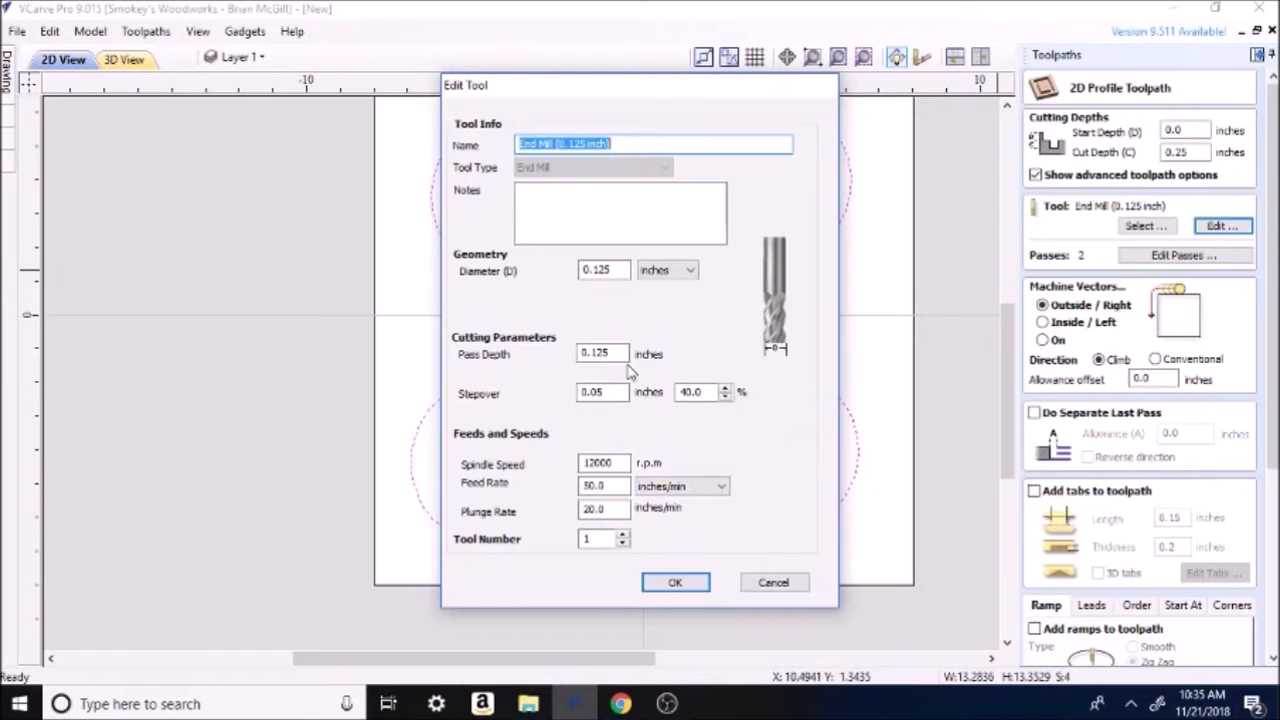 VCarve Pro 9.015 (Smokey's Woodworks - Brian McGill) - [New]
File Edit Model Toolpaths View Gadgets Help
Version 9.511 Available!
2D View 3D View Layer 1
Drawing
-10 10
0
Edit Tool
Tool Info
Name End Mill (0.125 inch)
Tool Type End Mill
Notes
Geometry
Diameter (D) 0.125 inches
D
Cutting Parameters
Pass Depth 0.125 inches
Stepover 0.05 inches 40.0 %
Feeds and Speeds
Spindle Speed 12000 r.p.m
Feed Rate 50.0 inches/min
Plunge Rate 20.0 inches/min
Tool Number 1
OK Cancel
Toolpaths
2D Profile Toolpath
Cutting Depths
Start Depth (D) 0.0 inches
Cut Depth (C) 0.25 inches
Show advanced toolpath options
Tool: End Mill (0.125 inch)
Select ... Edit ...
Passes: 2 Edit Passes ...
Machine Vectors...
Outside / Right
Inside / Left
On
Direction Climb Conventional
Allowance offset 0.0 inches
Do Separate Last Pass
A Allowance (A) 0.0 inches
Reverse direction
Add tabs to toolpath
Length 0.15 inches
Thickness 0.2 inches
3D tabs Edit Tabs ...
Ramp Leads Order Start At Corners
Add ramps to toolpath
Type Smooth
Zig Zag
Ready X: 10.4941 Y: 1.3435 W:13.2836 H:13.3529 S:4
Type here to search
10:35 AM
11/21/2018
2